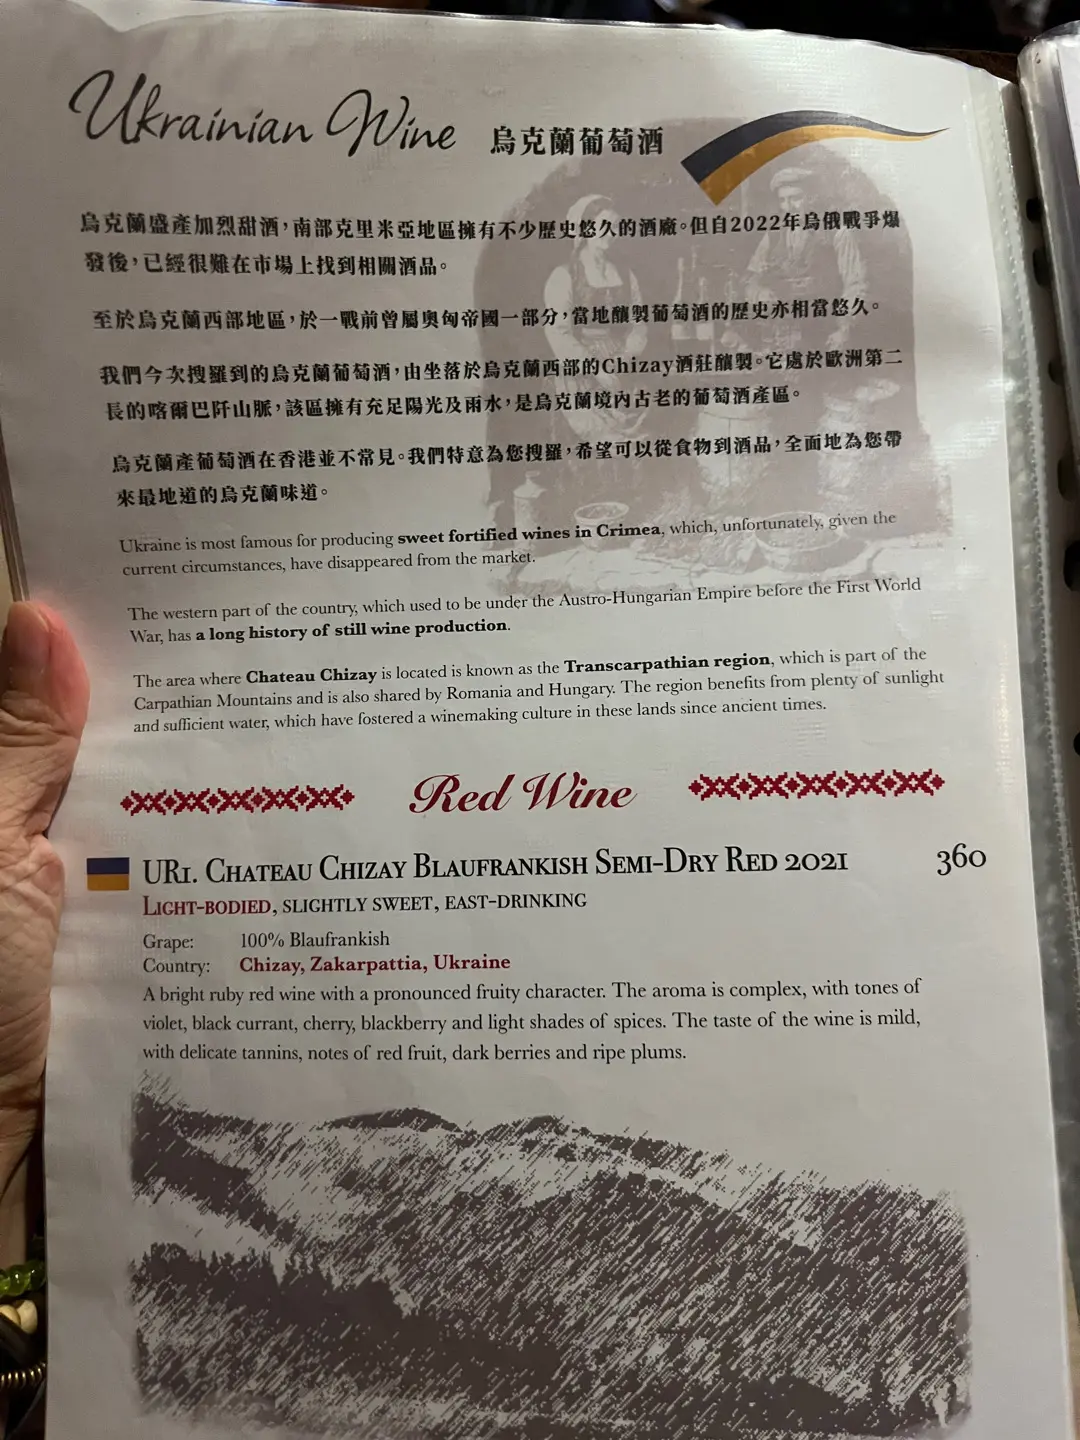 Ukrainian Wine 烏克蘭葡萄酒
烏克蘭盛產加烈甜酒，南部克里米亞地區擁有不少歷史悠久的酒廠。但自2022年烏俄戰爭爆
發後，已經很難在市場上找到相關酒品。
至於烏克蘭西部地區，於一戰前曾屬奧匈帝國一部分，當地釀製葡萄酒的歷史亦相當悠久。
我們今次搜羅到的烏克蘭葡萄酒，由坐落於烏克蘭西部的Chizay酒莊釀製。它處於歐洲第二
長的喀爾巴阡山脈，該區擁有充足陽光及雨水，是烏克蘭境內古老的葡萄酒產區。
烏克蘭產葡萄酒在香港並不常見。我們特意為您搜羅，希望可以從食物到酒品，全面地為您帶
來最地道的烏克蘭味道。
Ukraine is most famous for producing sweet fortified wines in Crimea, which, unfortunately, given the
current circumstances, have disappeared from the market.
The western part of the country, which used to be under the Austro-Hungarian Empire before the First World
War, has a long history of still wine production.
The area where Chateau Chizay is located is known as the Transcarpathian region, which is part of the
Carpathian Mountains and is also shared by Romania and Hungary. The region benefits from plenty of sunlight
and sufficient water, which have fostered a winemaking culture in these lands since ancient times.
Red Wine
UR1. Chateau Chizay Blaufrankish Semi-Dry Red 2021 360
Light-bodied, slightly sweet, east-drinking
Grape: 100% Blaufrankish
Country: Chizay, Zakarpattia, Ukraine
A bright ruby red wine with a pronounced fruity character. The aroma is complex, with tones of
violet, black currant, cherry, blackberry and light shades of spices. The taste of the wine is mild,
with delicate tannins, notes of red fruit, dark berries and ripe plums.